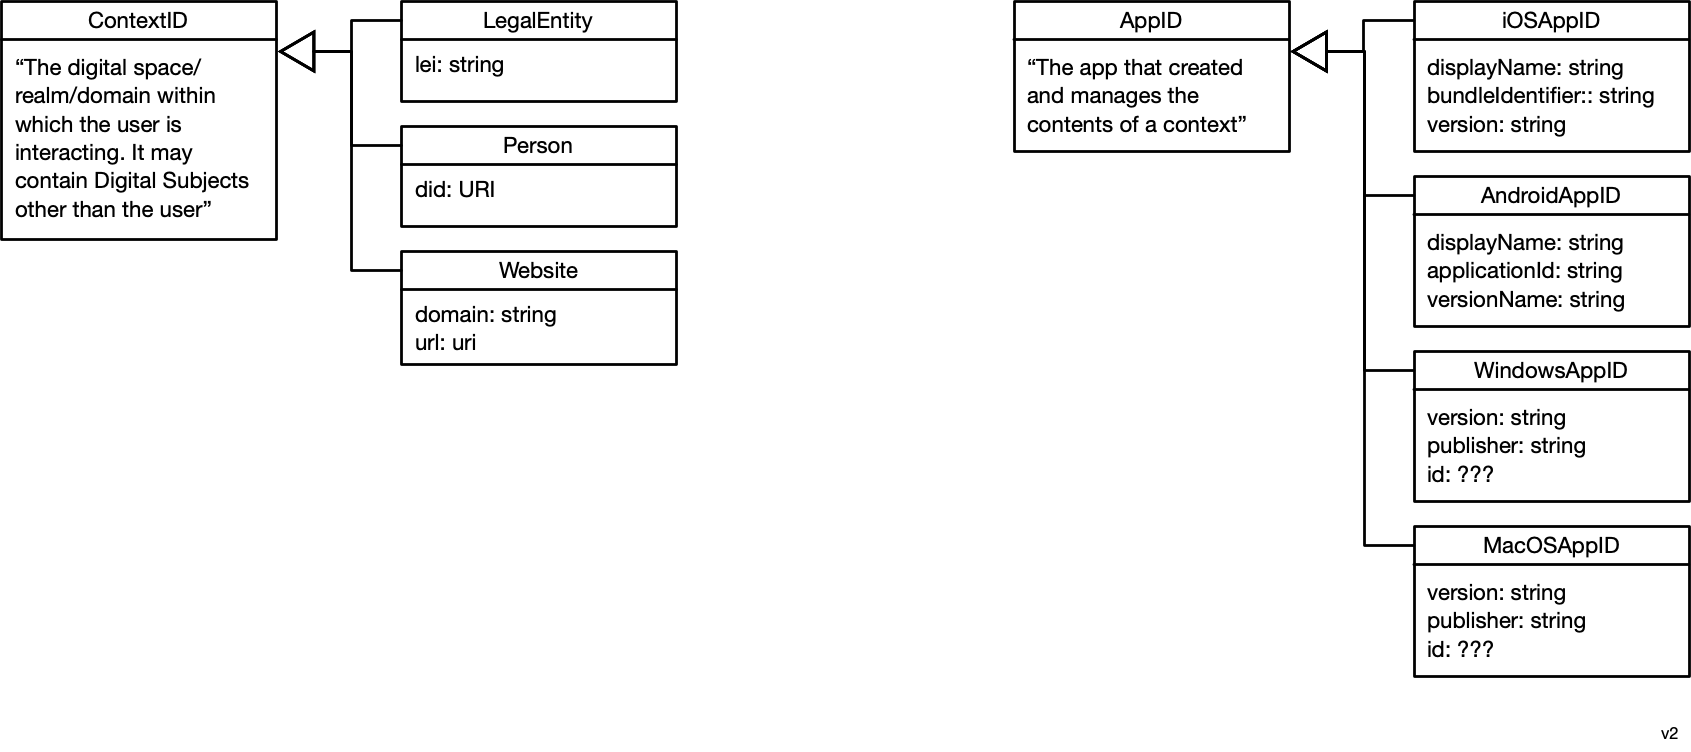 ContextID
“The digital space/
realm/domain within
which the user is
interacting. It may
contain Digital Subjects
other than the user”
LegalEntity
lei: string
Person
did: URI
Website
domain: string
url: uri
AppID
“The app that created
and manages the
contents of a context”
iOSAppID
displayName: string
bundleIdentifier:: string
version: string
AndroidAppID
displayName: string
applicationId: string
versionName: string
WindowsAppID
version: string
publisher: string
id: ???
MacOSAppID
version: string
publisher: string
id: ???
v2